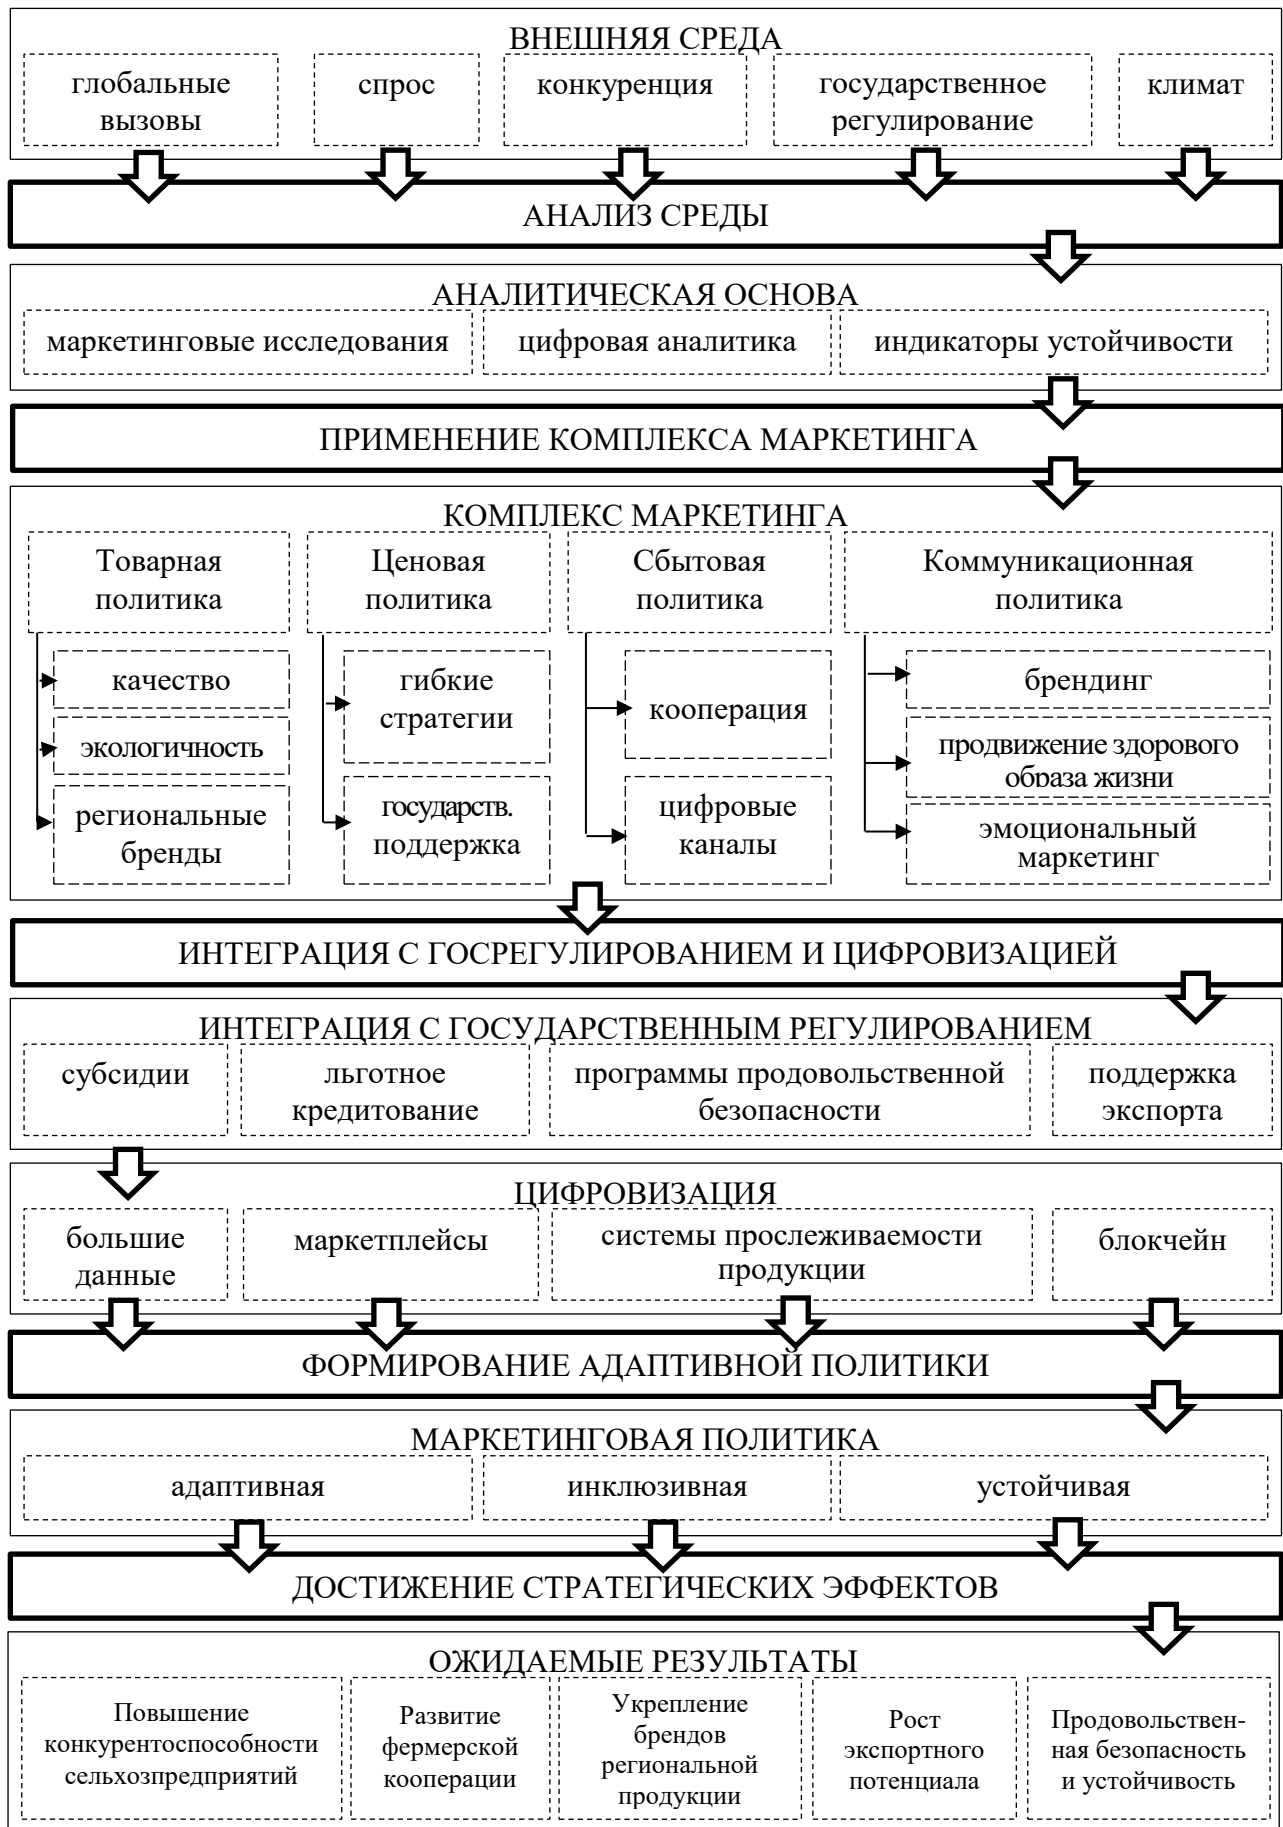 ВНЕШНЯЯ СРЕДА
глобальные
вызовы
спрос
конкуренция
государственное
регулирование
климат
АНАЛИЗ СРЕДЫ
АНАЛИТИЧЕСКАЯ ОСНОВА
маркетинговые исследования
цифровая аналитика
индикаторы устойчивости
ПРИМЕНЕНИЕ КОМПЛЕКСА МАРКЕТИНГА
КОМПЛЕКС МАРКЕТИНГА
Товарная
политика
качество
экологичность
региональные
бренды
Ценовая
политика
гибкие
стратегии
государств.
поддержка
Сбытовая
политика
кооперация
цифровые
каналы
Коммуникационная
политика
брендинг
продвижение здорового
образа жизни
эмоциональный
маркетинг
ИНТЕГРАЦИЯ С ГОСРЕГУЛИРОВАНИЕМ И ЦИФРОВИЗАЦИЕЙ
ИНТЕГРАЦИЯ С ГОСУДАРСТВЕННЫМ РЕГУЛИРОВАНИЕМ
субсидии
льготное
кредитование
программы продовольственной
безопасности
поддержка
экспорта
ЦИФРОВИЗАЦИЯ
большие
данные
маркетплейсы
системы прослеживаемости
продукции
блокчейн
ФОРМИРОВАНИЕ АДАПТИВНОЙ ПОЛИТИКИ
МАРКЕТИНГОВАЯ ПОЛИТИКА
адаптивная
инклюзивная
устойчивая
ДОСТИЖЕНИЕ СТРАТЕГИЧЕСКИХ ЭФФЕКТОВ
ОЖИДАЕМЫЕ РЕЗУЛЬТАТЫ
Повышение
конкурентоспособности
сельхозпредприятий
Развитие
фермерской
кооперации
Укрепление
брендов
региональной
продукции
Рост
экспортного
потенциала
Продовольствен-
ная безопасность
и устойчивость